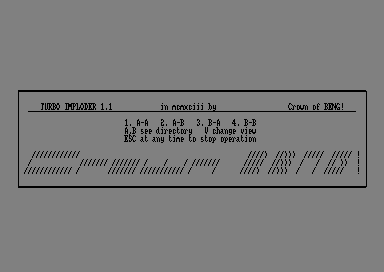 TURBO IMPLODER 1.1 in mcmxciii by Crown of BENG!
1. A-A 2. A-B 3. B-A 4. B-B
A,B see directory V change view
ESC at any time to stop operation